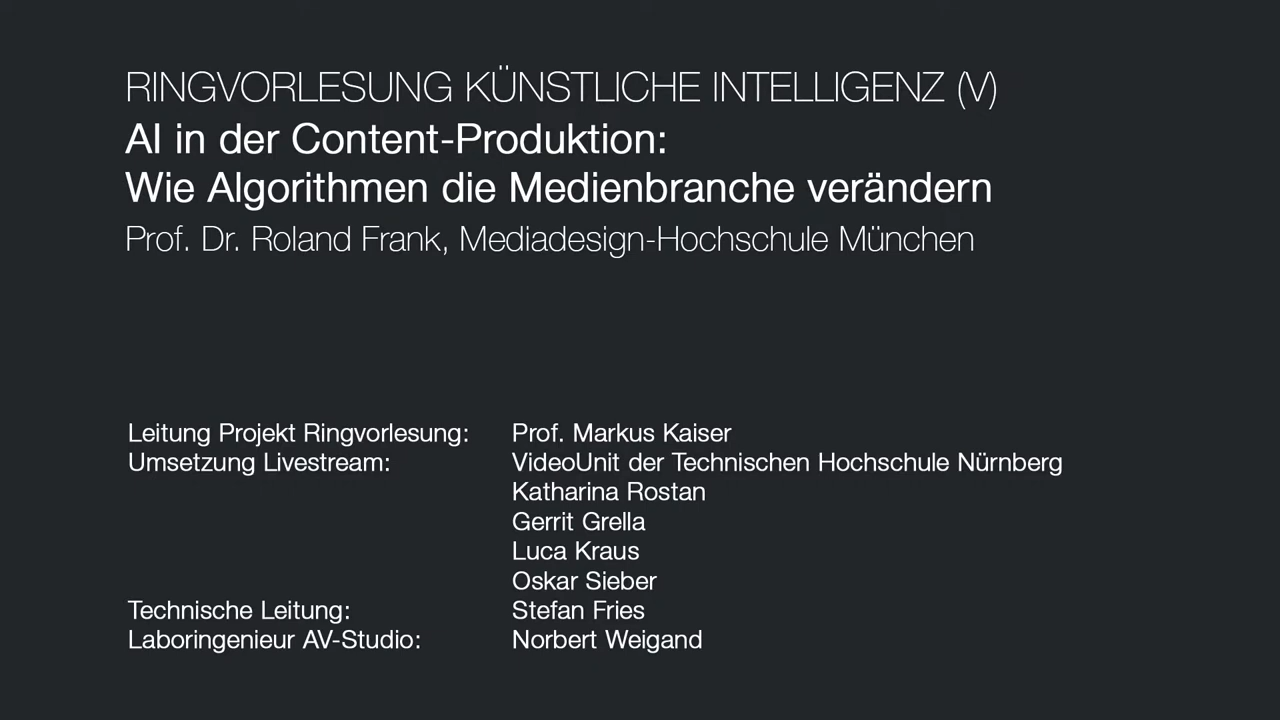 RINGVORLESUNG KÜNSTLICHE INTELLIGENZ (V)
AI in der Content-Produktion:
Wie Algorithmen die Medienbranche verändern
Prof. Dr. Roland Frank, Mediadesign-Hochschule München
Leitung Projekt Ringvorlesung: Prof. Markus Kaiser
Umsetzung Livestream: VideoUnit der Technischen Hochschule Nürnberg
Katharina Rostan
Gerrit Grella
Luca Kraus
Oskar Sieber
Technische Leitung: Stefan Fries
Laboringenieur AV-Studio: Norbert Weigand